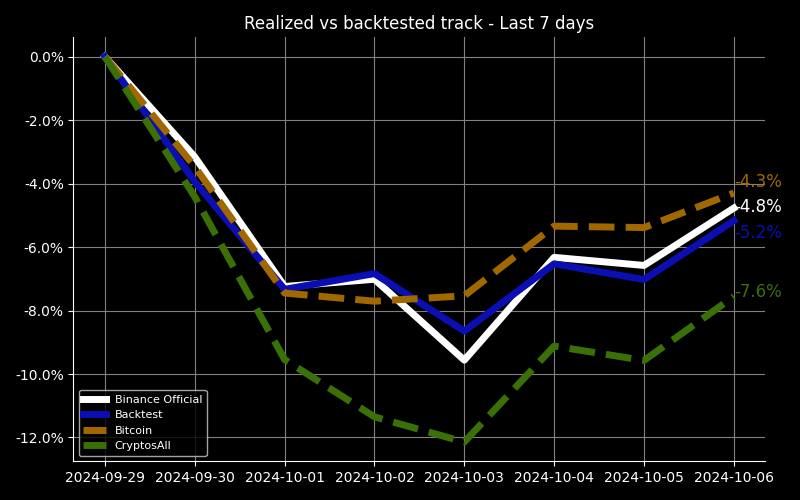 Realized vs backtested track - Last 7 days
0.0%
-2.0%
-4.0%
-6.0%
-8.0%
-10.0%
-12.0%
-4.3%
-4.8%
-5.2%
-7.6%
Binance Official
Backtest
Bitcoin
CryptosAll
2024-09-29 2024-09-30 2024-10-01 2024-10-02 2024-10-03 2024-10-04 2024-10-05 2024-10-06